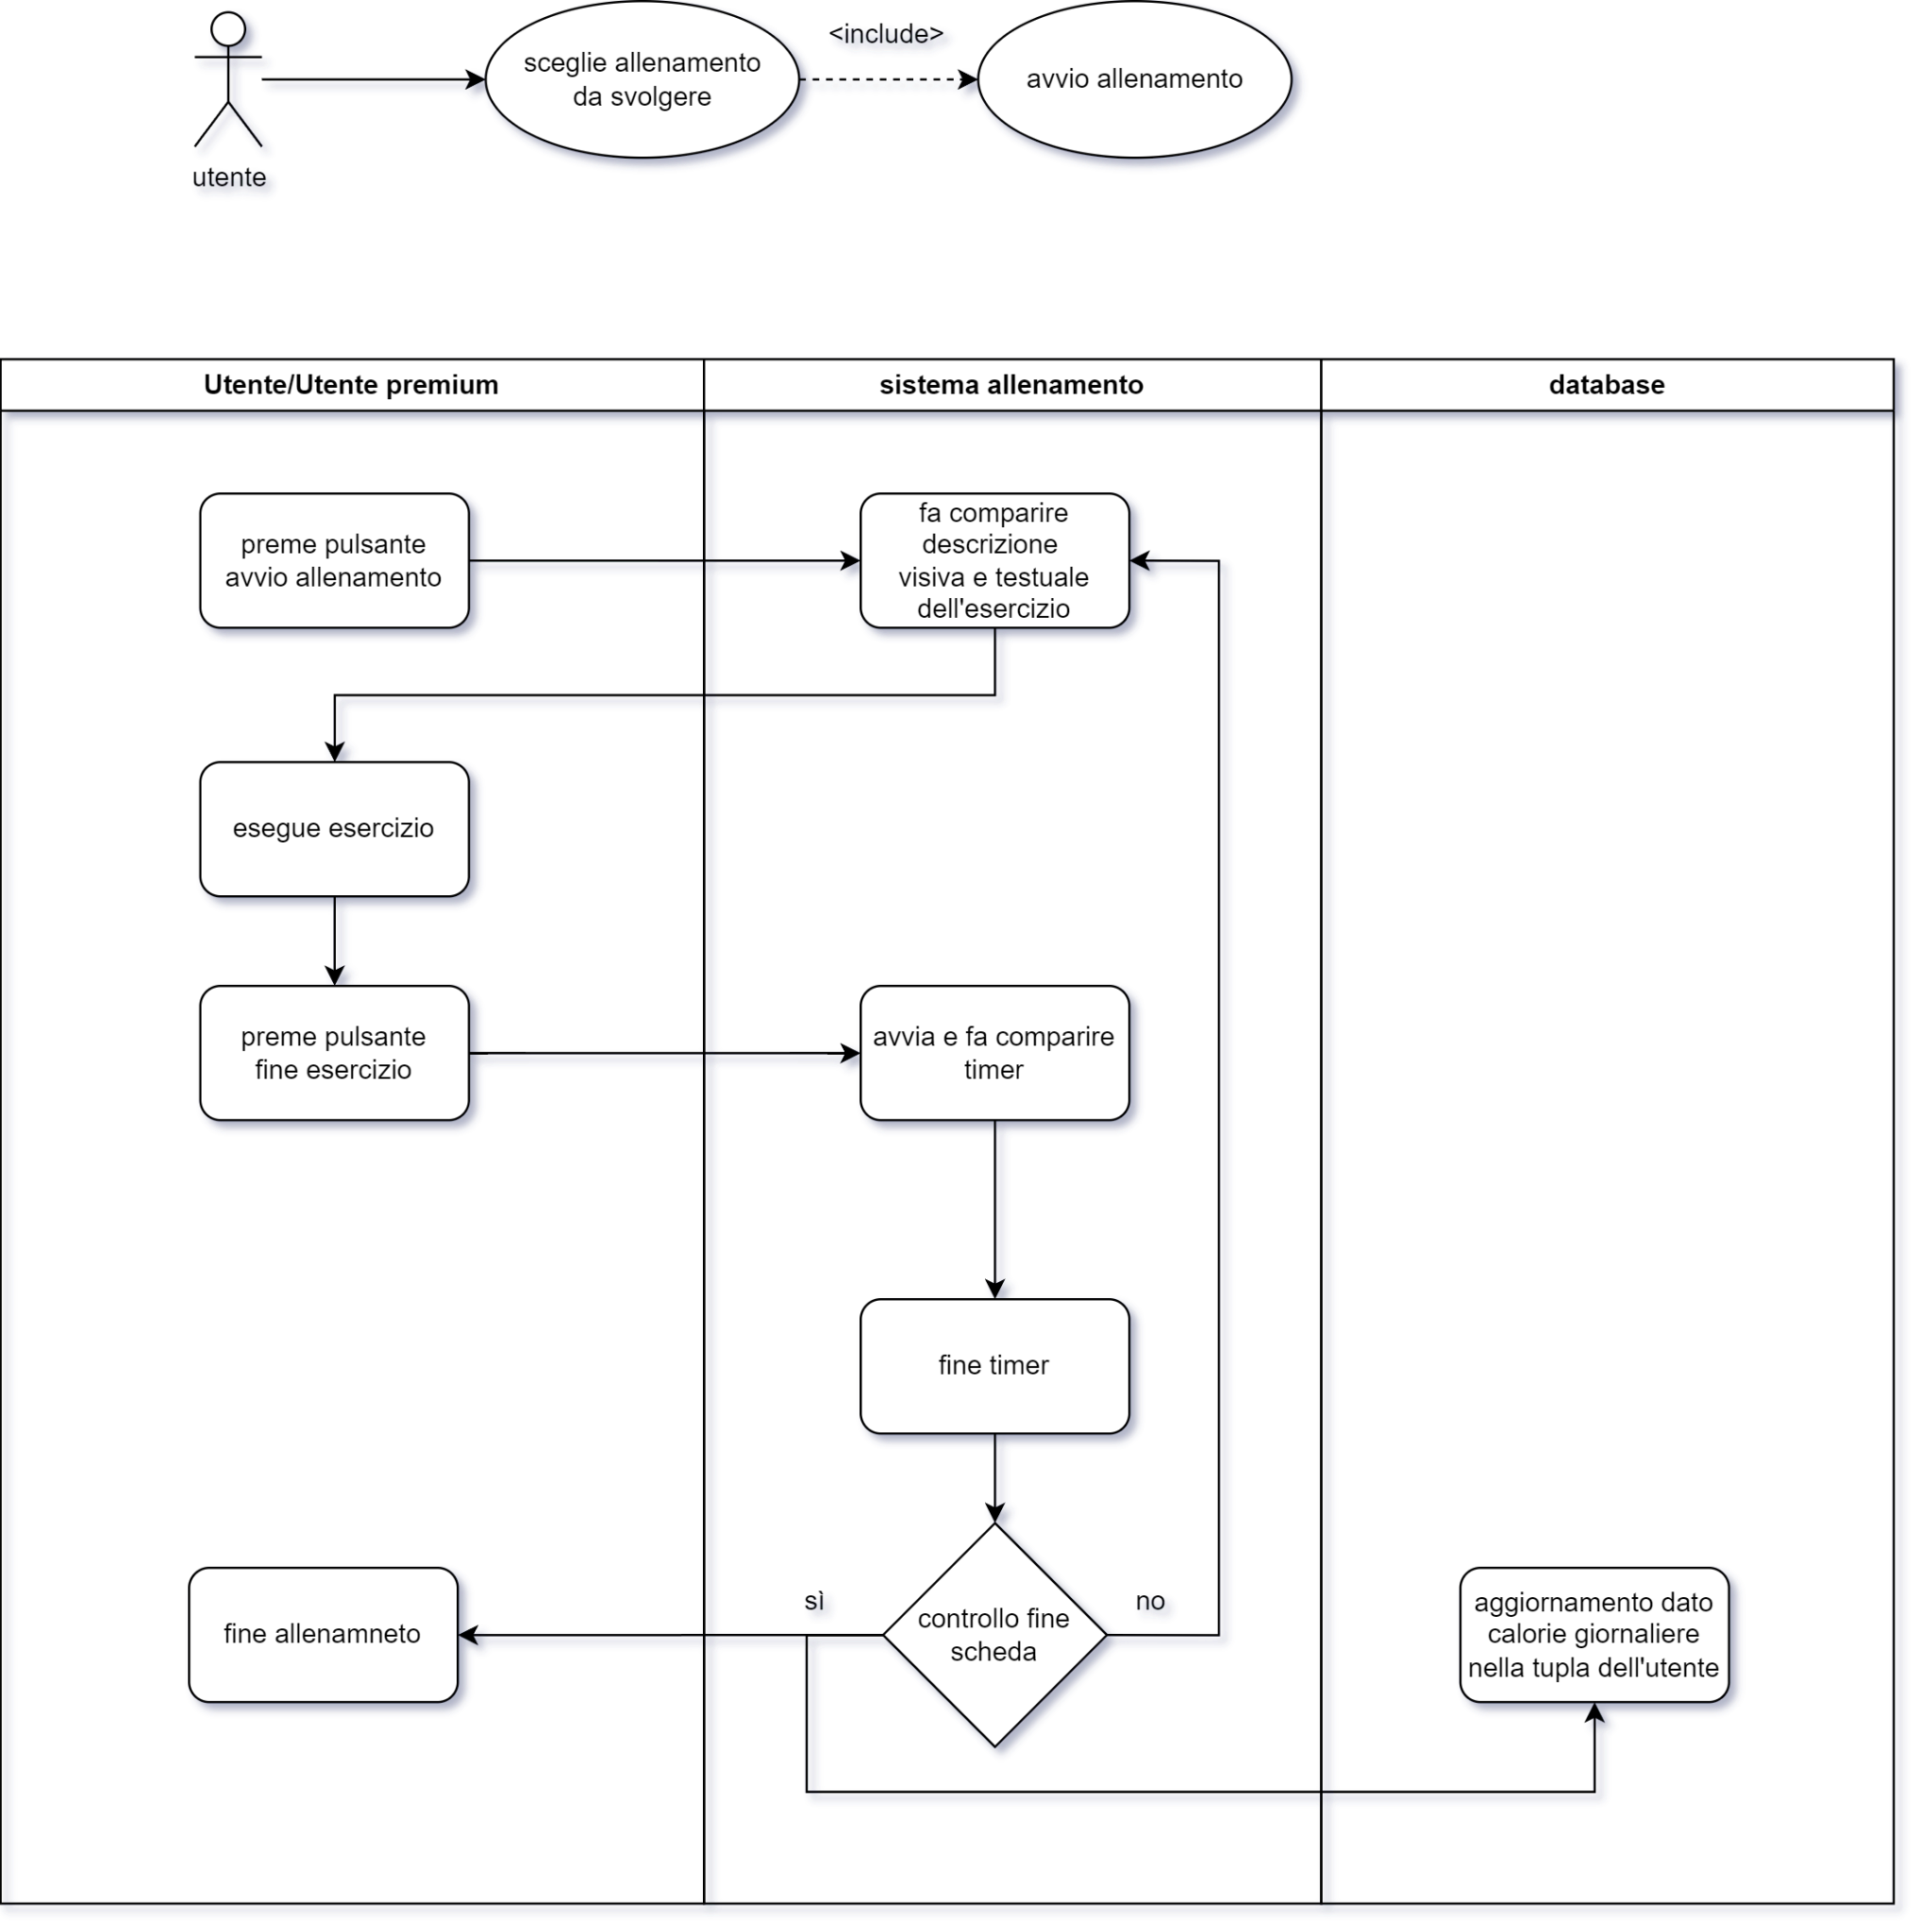 <include>
sceglie allenamento
da svolgere
avvio allenamento
utente
Utente/Utente premium
sistema allenamento
database
preme pulsante
avvio allenamento
fa comparire
descrizione
visiva e testuale
dell'esercizio
esegue esercizio
preme pulsante
fine esercizio
avvia e fa comparire
timer
fine timer
fine allenamneto
sì
controllo fine
scheda
no
aggiornamento dato
calorie giornaliere
nella tupla dell'utente